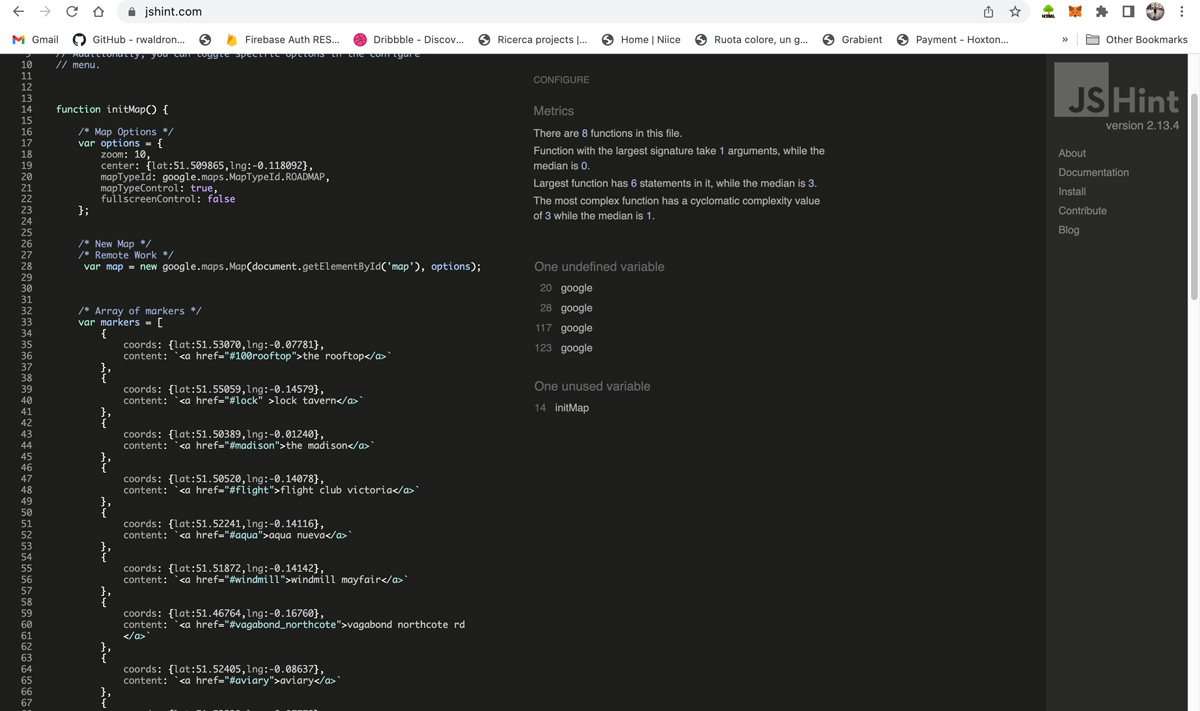 jshint.com
Gmail
GitHub - rwaldron...
Firebase Auth RES...
Dribbble - Discov...
Ricerca projects |...
Home | Niice
Ruota colore, un g...
Grabient
Payment - Hoxton...
»
Other Bookmarks
// Additionally, you can toggle specific options in the Configure
10 // menu.
11
12
13
14 function initMap() {
15
16 /* Map Options */
17 var options = {
18 zoom: 10,
19 center: {lat:51.509865,lng:-0.118092},
20 mapTypeId: google.maps.MapTypeId.ROADMAP,
21 mapTypeControl: true,
22 fullscreenControl: false
23 };
24
25
26 /* New Map */
27 /* Remote Work */
28 var map = new google.maps.Map(document.getElementById('map'), options);
29
30
31
32 /* Array of markers */
33 var markers = [
34 {
35 coords: {lat:51.53070,lng:-0.07781},
36 content: `<a href="#100rooftop">the rooftop</a>`
37 },
38 {
39 coords: {lat:51.55059,lng:-0.14579},
40 content: `<a href="#lock" >lock tavern</a>`
41 },
42 {
43 coords: {lat:51.50389,lng:-0.01240},
44 content: `<a href="#madison">the madison</a>`
45 },
46 {
47 coords: {lat:51.50520,lng:-0.14078},
48 content: `<a href="#flight">flight club victoria</a>`
49 },
50 {
51 coords: {lat:51.52241,lng:-0.14116},
52 content: `<a href="#aqua">aqua nueva</a>`
53 },
54 {
55 coords: {lat:51.51872,lng:-0.14142},
56 content: `<a href="#windmill">windmill mayfair</a>`
57 },
58 {
59 coords: {lat:51.46764,lng:-0.16760},
60 content: `<a href="#vagabond_northcote">vagabond northcote rd
61 </a>`
62 },
63 {
64 coords: {lat:51.52405,lng:-0.08637},
65 content: `<a href="#aviary">aviary</a>`
66 },
67 {
CONFIGURE
Metrics
There are 8 functions in this file.
Function with the largest signature take 1 arguments, while the
median is 0.
Largest function has 6 statements in it, while the median is 3.
The most complex function has a cyclomatic complexity value
of 3 while the median is 1.
One undefined variable
20 google
28 google
117 google
123 google
One unused variable
14 initMap
JSHint
version 2.13.4
About
Documentation
Install
Contribute
Blog